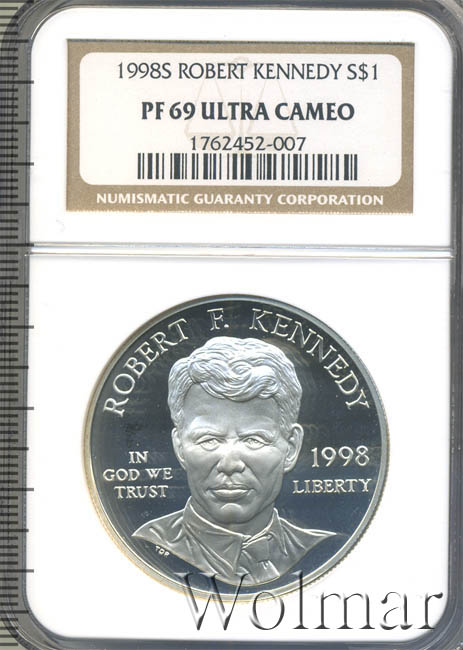 1998S ROBERT KENNEDY S$1
PF 69 ULTRA CAMEO
1762452-007
NUMISMATIC GUARANTY CORPORATION
ROBERT F. KENNEDY
IN
GOD WE
TRUST
1998
LIBERTY
TDR
Wolmar